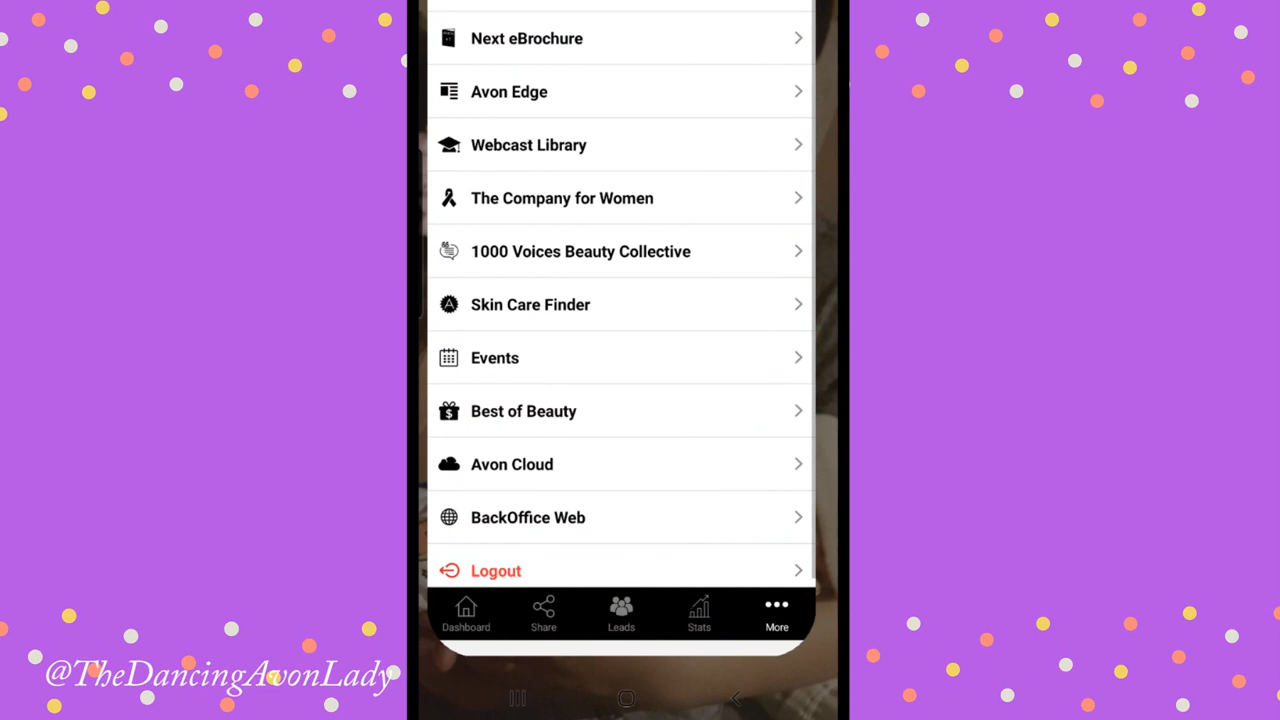 Next eBrochure
Avon Edge
Webcast Library
The Company for Women
1000 Voices Beauty Collective
Skin Care Finder
Events
Best of Beauty
Avon Cloud
BackOffice Web
Logout
Dashboard Share Leads Stats More
@TheDancingAvonLady